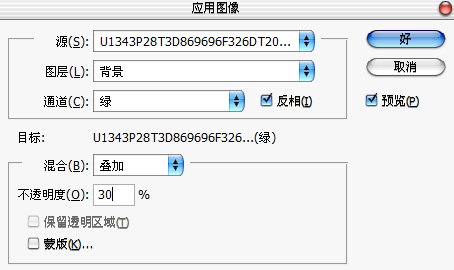 应用图像
源(S): U1343P28T3D869696F326DT20... 好
图层(L): 背景 取消
通道(C): 绿 反相(I) 预览(P)
目标: U1343P28T3D869696F326...(绿)
混合(B): 叠加
不透明度(O): 30 %
保留透明区域(T)
蒙版(K)...